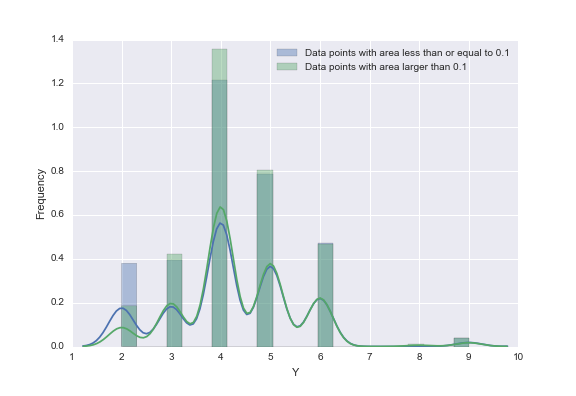 1.4
Data points with area less than or equal to 0.1
Data points with area larger than 0.1
1.2
1.0
0.8
Frequency
0.6
0.4
0.2
0.0
1 2 3 4 5 6 7 8 9 10
Y